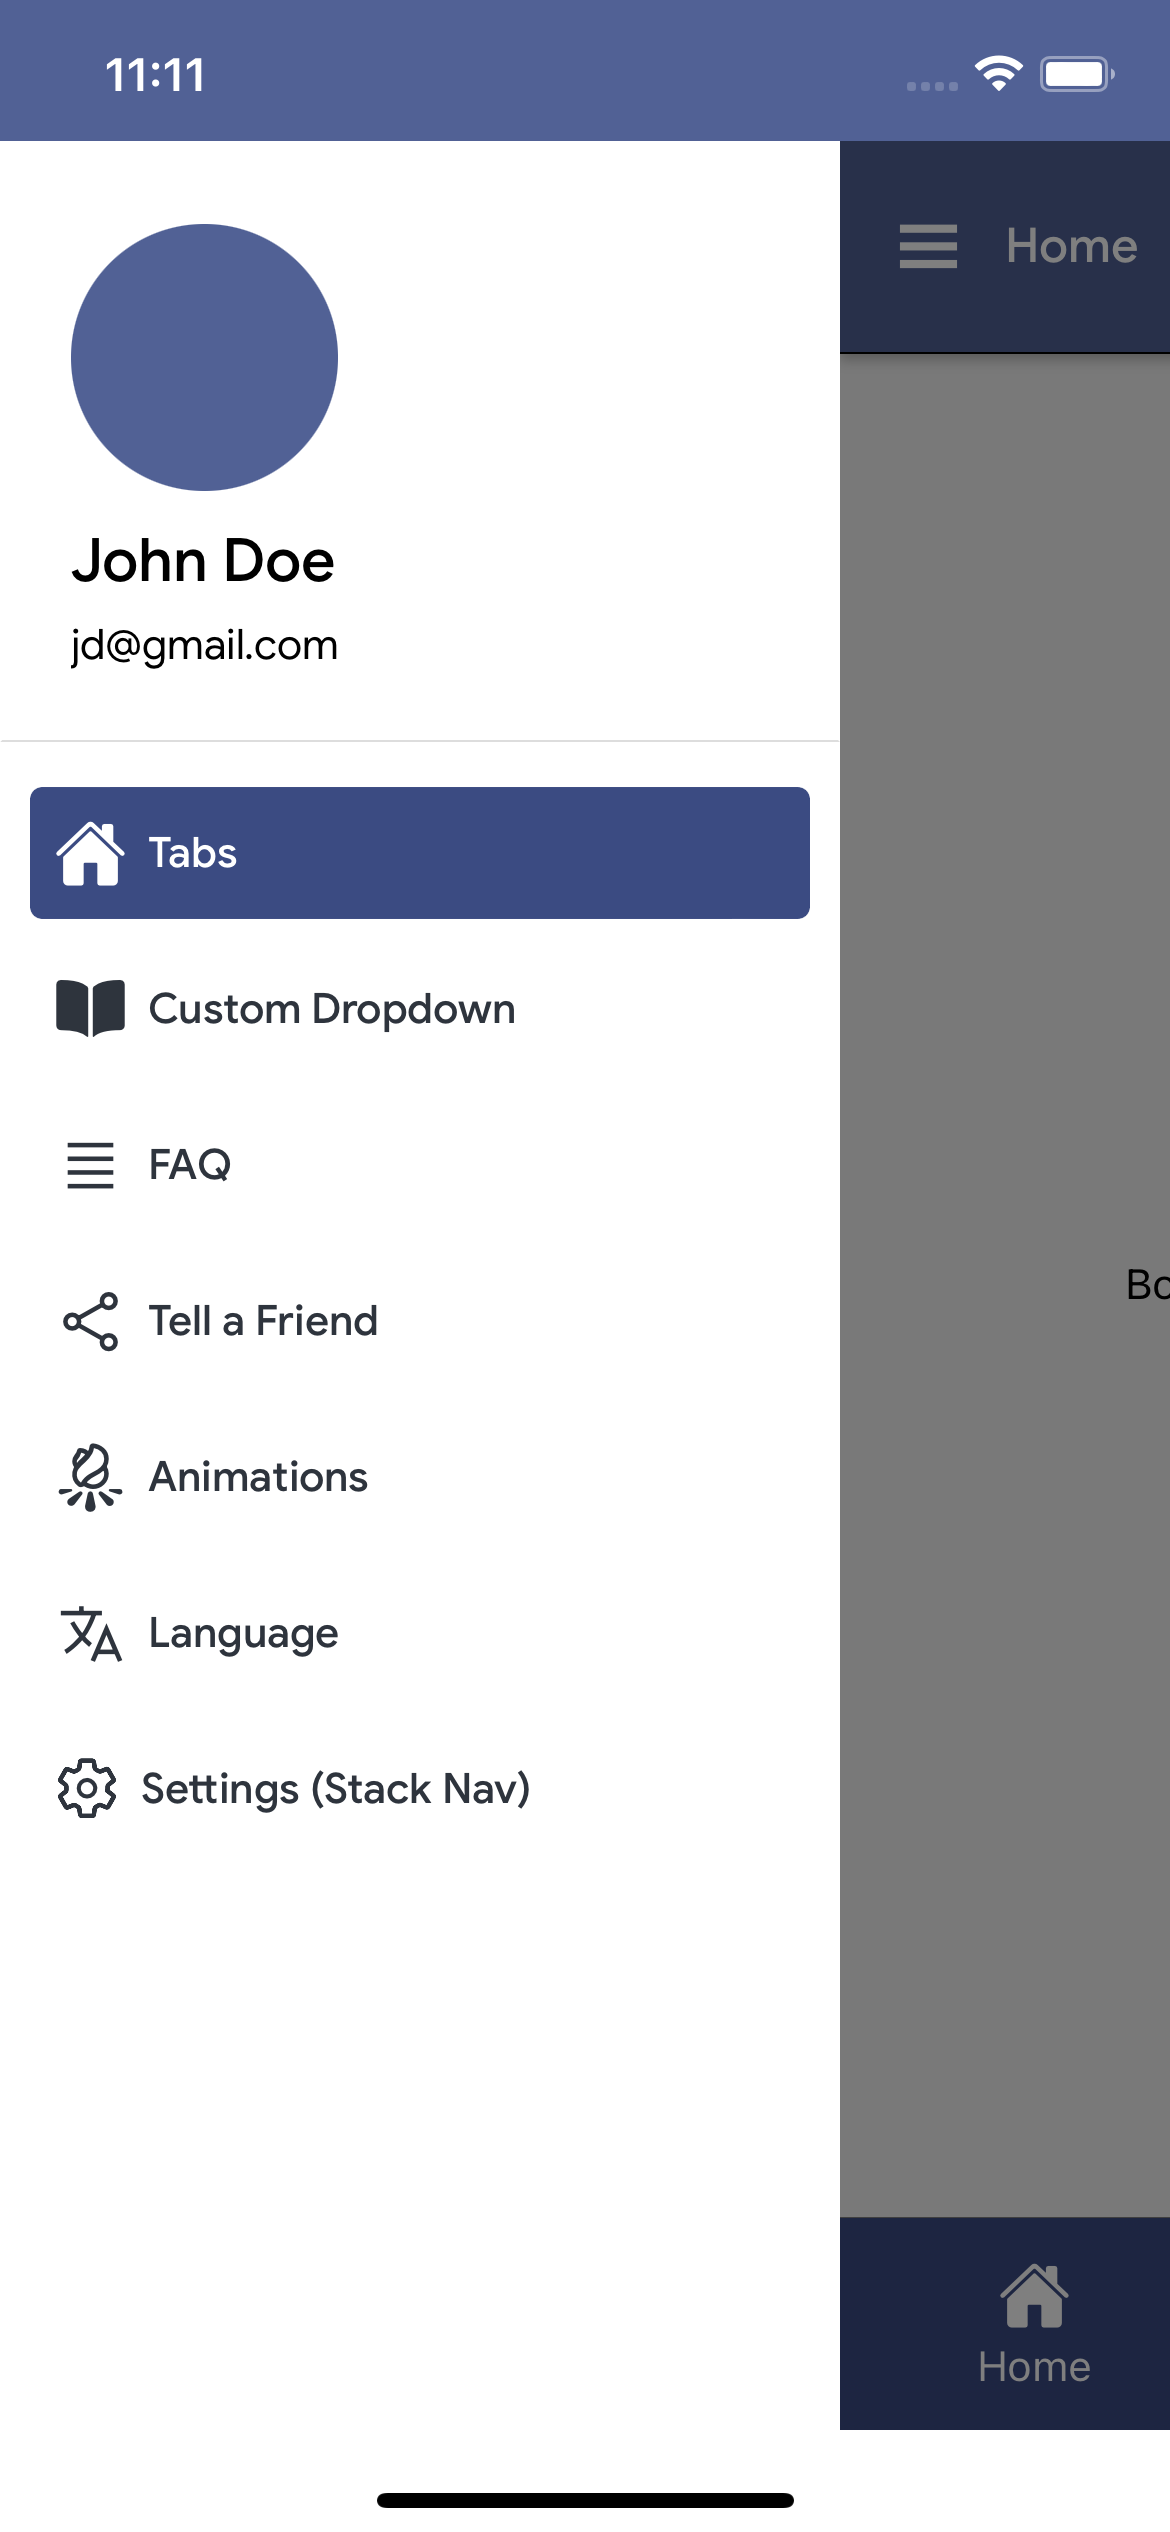 11:11
Home
John Doe
jd@gmail.com
Tabs
Custom Dropdown
FAQ
Tell a Friend
Animations
Language
Settings (Stack Nav)
Home